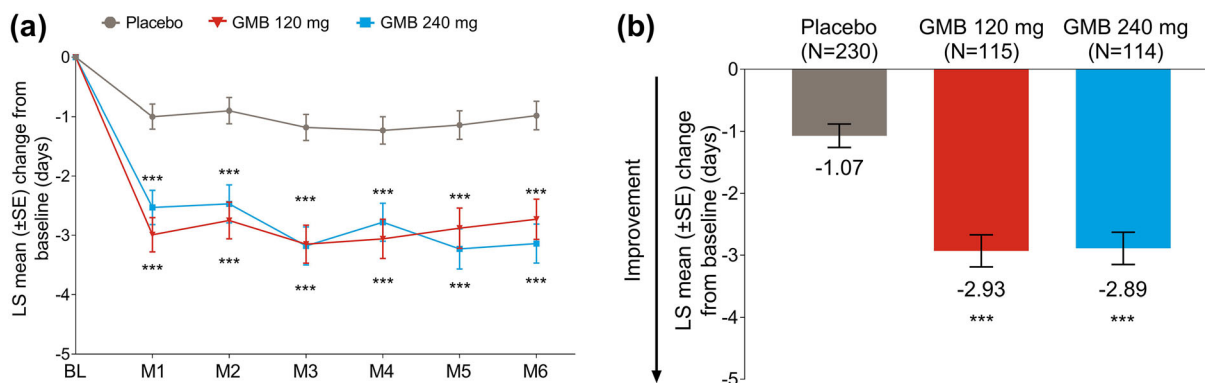 (a)
Placebo
GMB 120 mg
GMB 240 mg
LS mean (±SE) change from
baseline (days)
0
-1
-2
-3
-4
-5
***
***
***
***
***
***
***
***
***
***
***
***
BL
M1
M2
M3
M4
M5
M6
(b)
Placebo
(N=230)
GMB 120 mg
(N=115)
GMB 240 mg
(N=114)
Improvement
LS mean (±SE) change
from baseline (days)
0
-1
-2
-3
-4
-5
-1.07
-2.93
***
-2.89
***